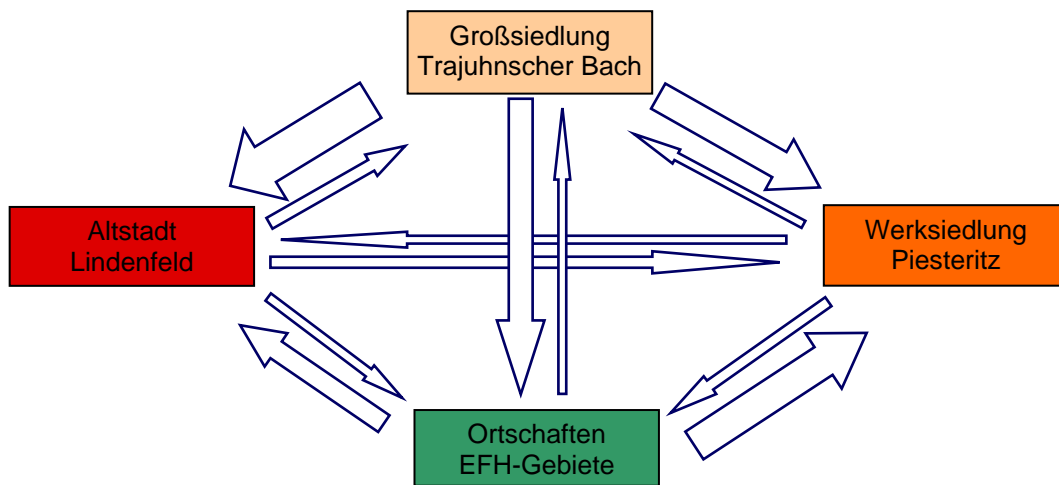 Großsiedlung
Trajuhnscher Bach
Altstadt
Lindenfeld
Werksiedlung
Piesteritz
Ortschaften
EFH-Gebiete